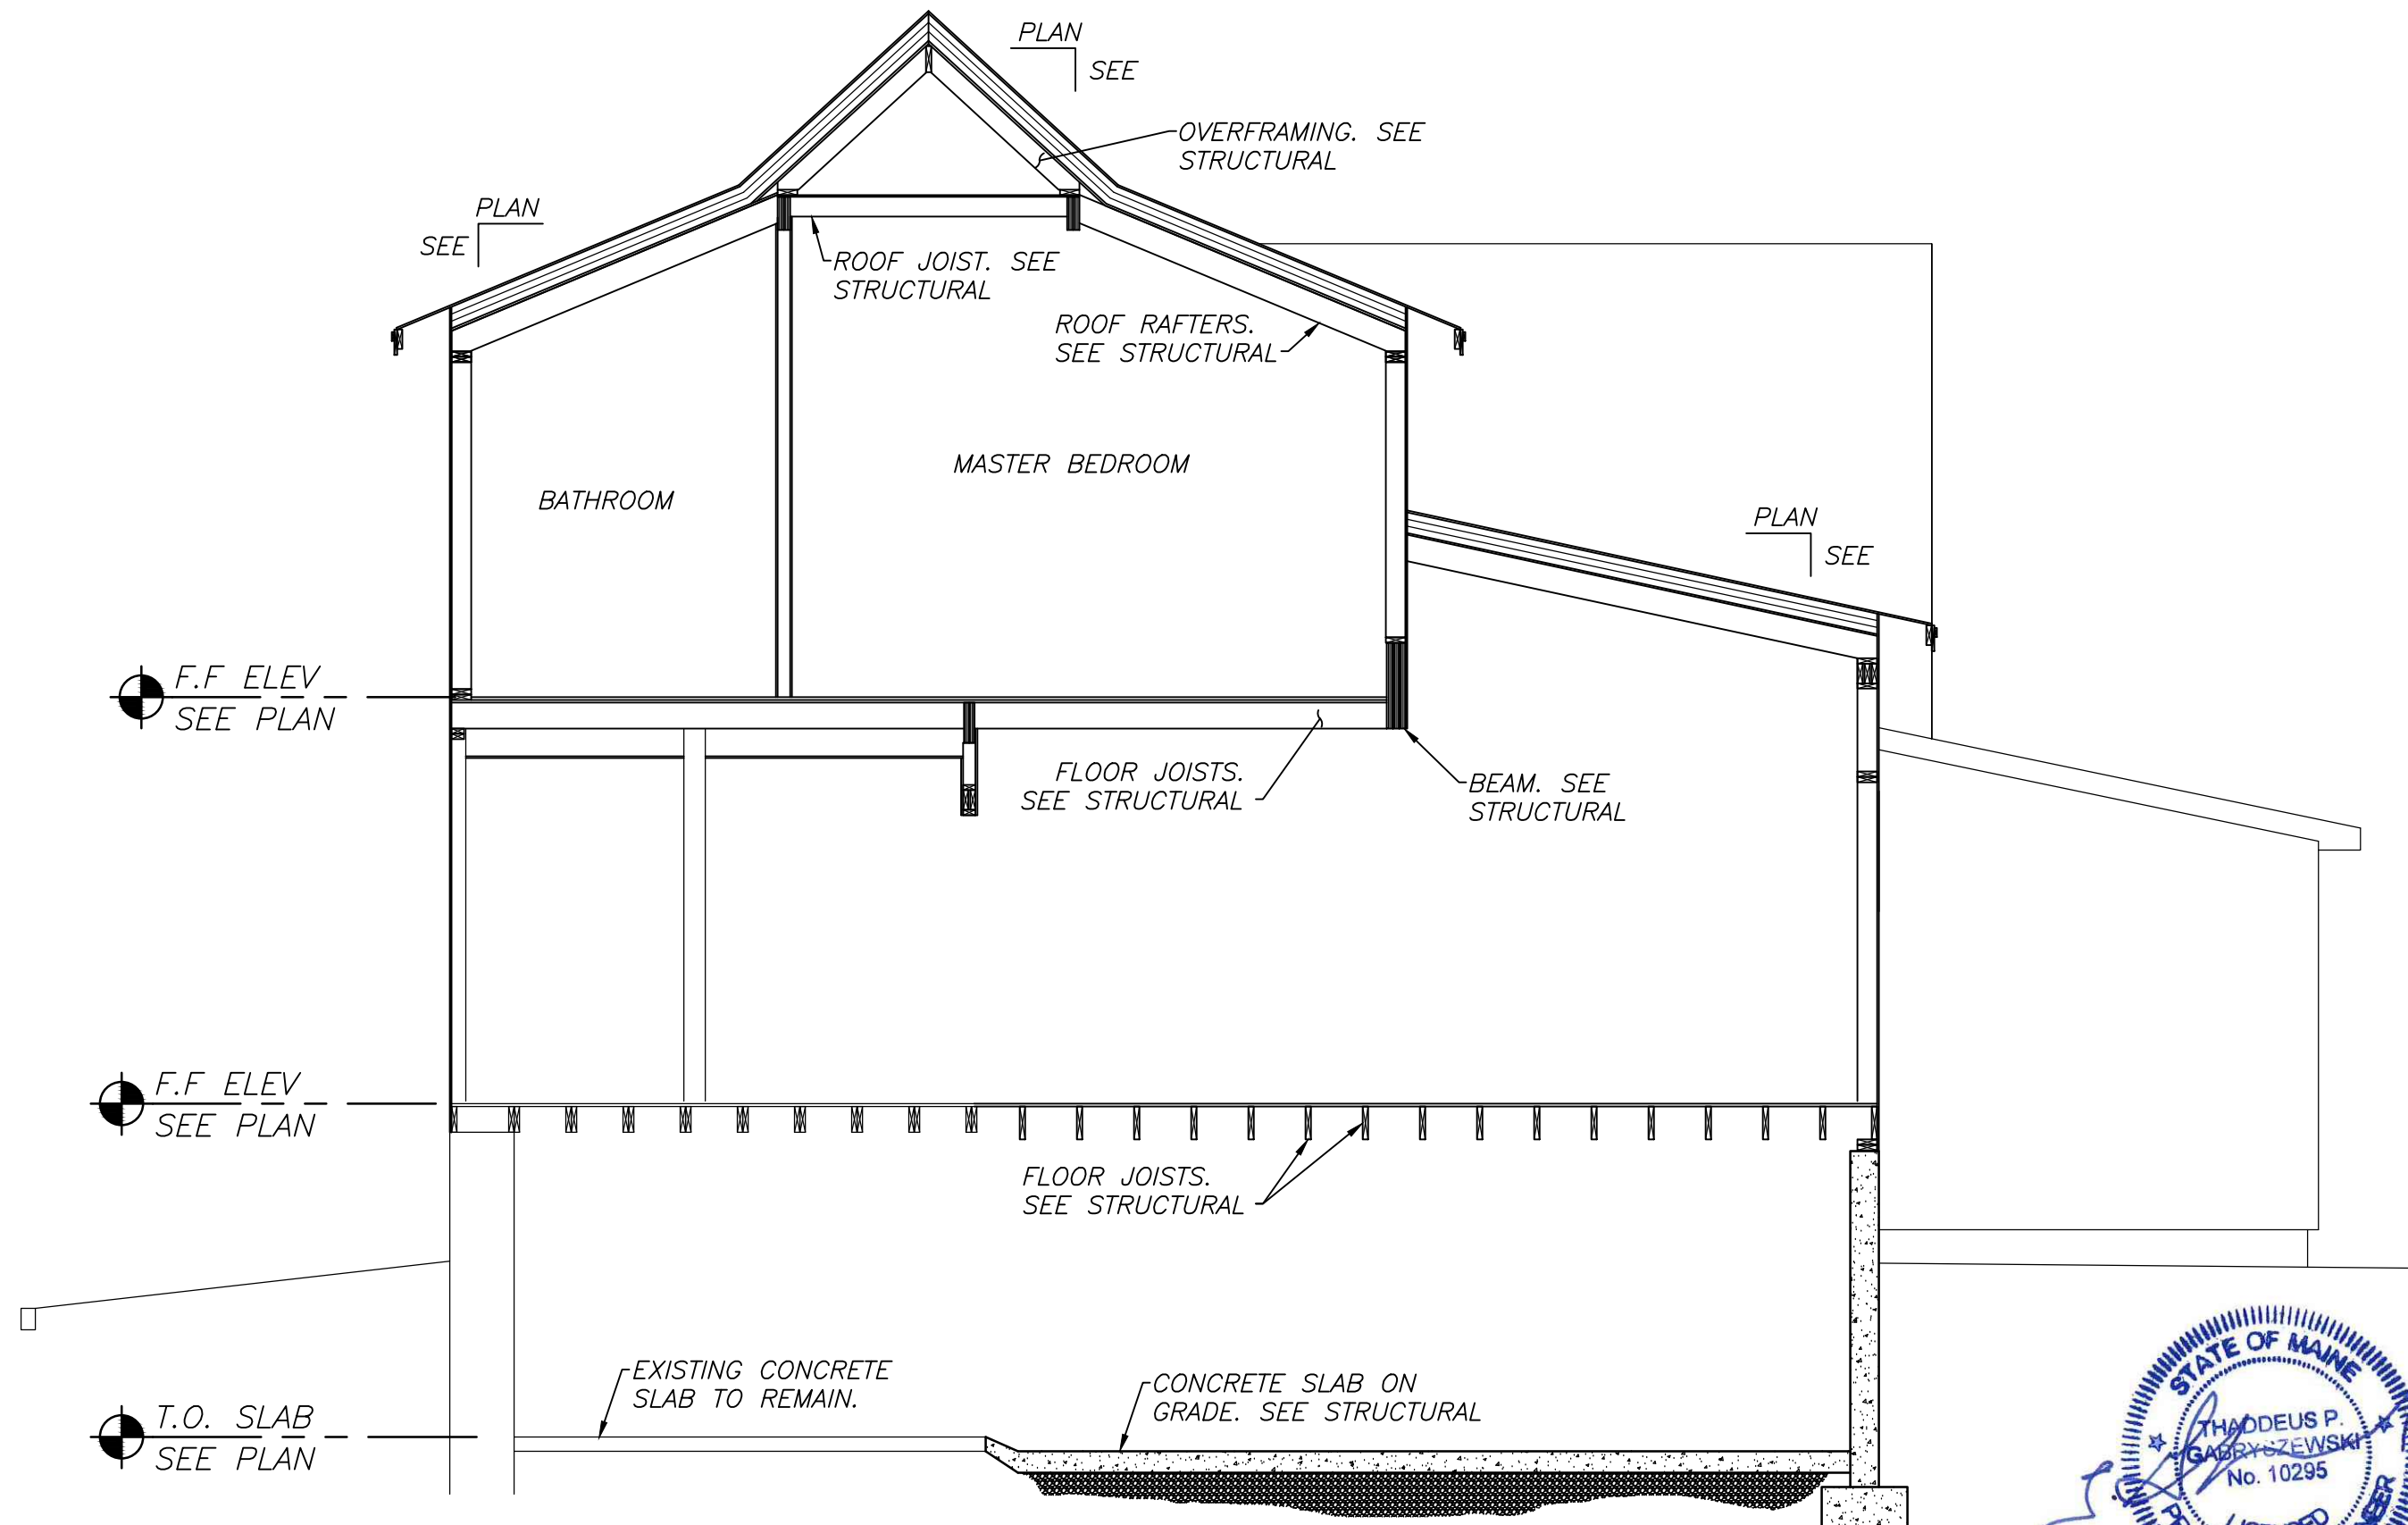 PLAN
SEE
OVERFRAMING. SEE
STRUCTURAL
PLAN
SEE
ROOF JOIST. SEE
STRUCTURAL
ROOF RAFTERS.
SEE STRUCTURAL
MASTER BEDROOM
BATHROOM
PLAN
SEE
F.F ELEV
SEE PLAN
FLOOR JOISTS.
SEE STRUCTURAL
BEAM. SEE
STRUCTURAL
F.F ELEV
SEE PLAN
FLOOR JOISTS.
SEE STRUCTURAL
EXISTING CONCRETE
SLAB TO REMAIN.
CONCRETE SLAB ON
GRADE. SEE STRUCTURAL
T.O. SLAB
SEE PLAN
STATE OF MAINE
THADDEUS P.
GABRYSZEWSKI
No. 10295